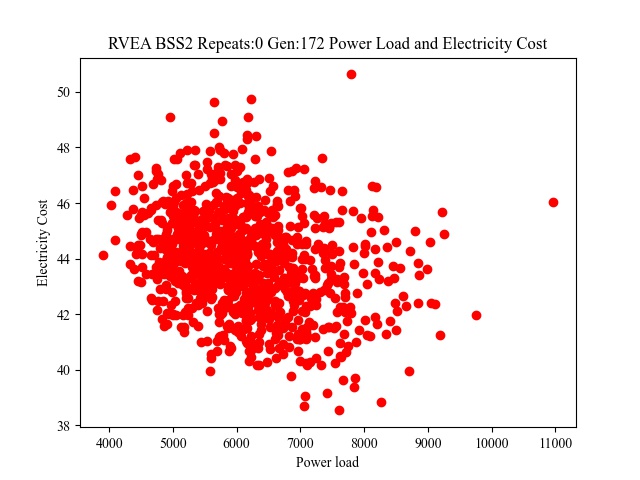 RVEA BSS2 Repeats:0 Gen:172 Power Load and Electricity Cost
50
48
46
44
42
40
38
Electricity Cost
4000 5000 6000 7000 8000 9000 10000 11000
Power load